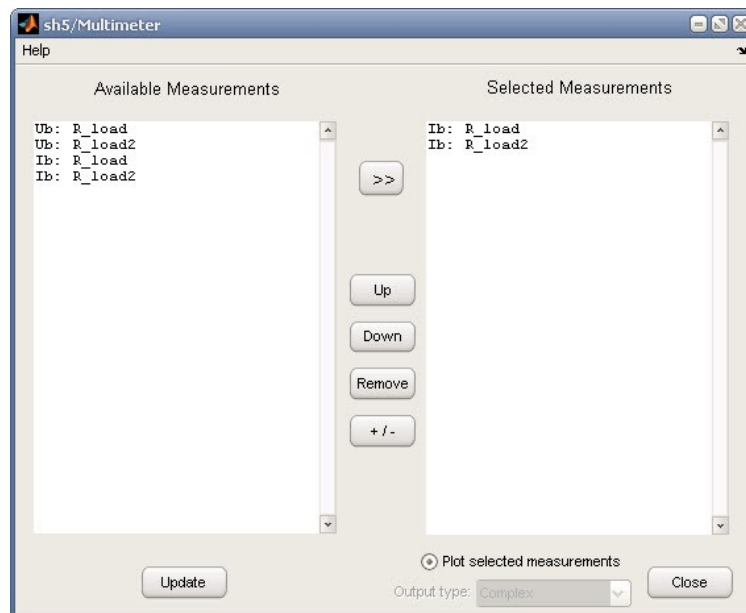 sh5/Multimeter
Help
Available Measurements
Selected Measurements
Ub: R_load
Ub: R_load2
Ib: R_load
Ib: R_load2
Ib: R_load
Ib: R_load2
>>
Up
Down
Remove
+ / -
Update
Plot selected measurements
Output type: Complex
Close